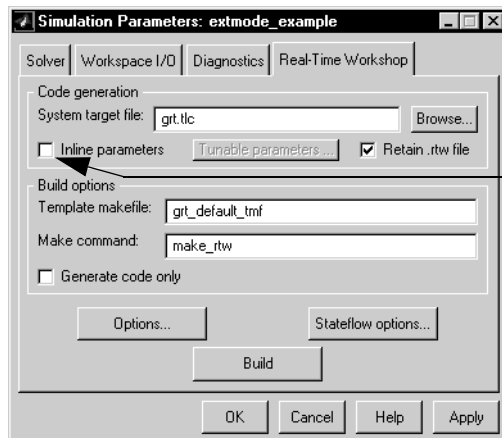 Simulation Parameters: extmode_example
Solver Workspace I/O Diagnostics Real-Time Workshop
Code generation
System target file: grt.tlc Browse...
Inline parameters Tunable parameters ... Retain .rtw file
Build options
Template makefile: grt_default_tmf
Make command: make_rtw
Generate code only
Options... Stateflow options...
Build
OK Cancel Help Apply